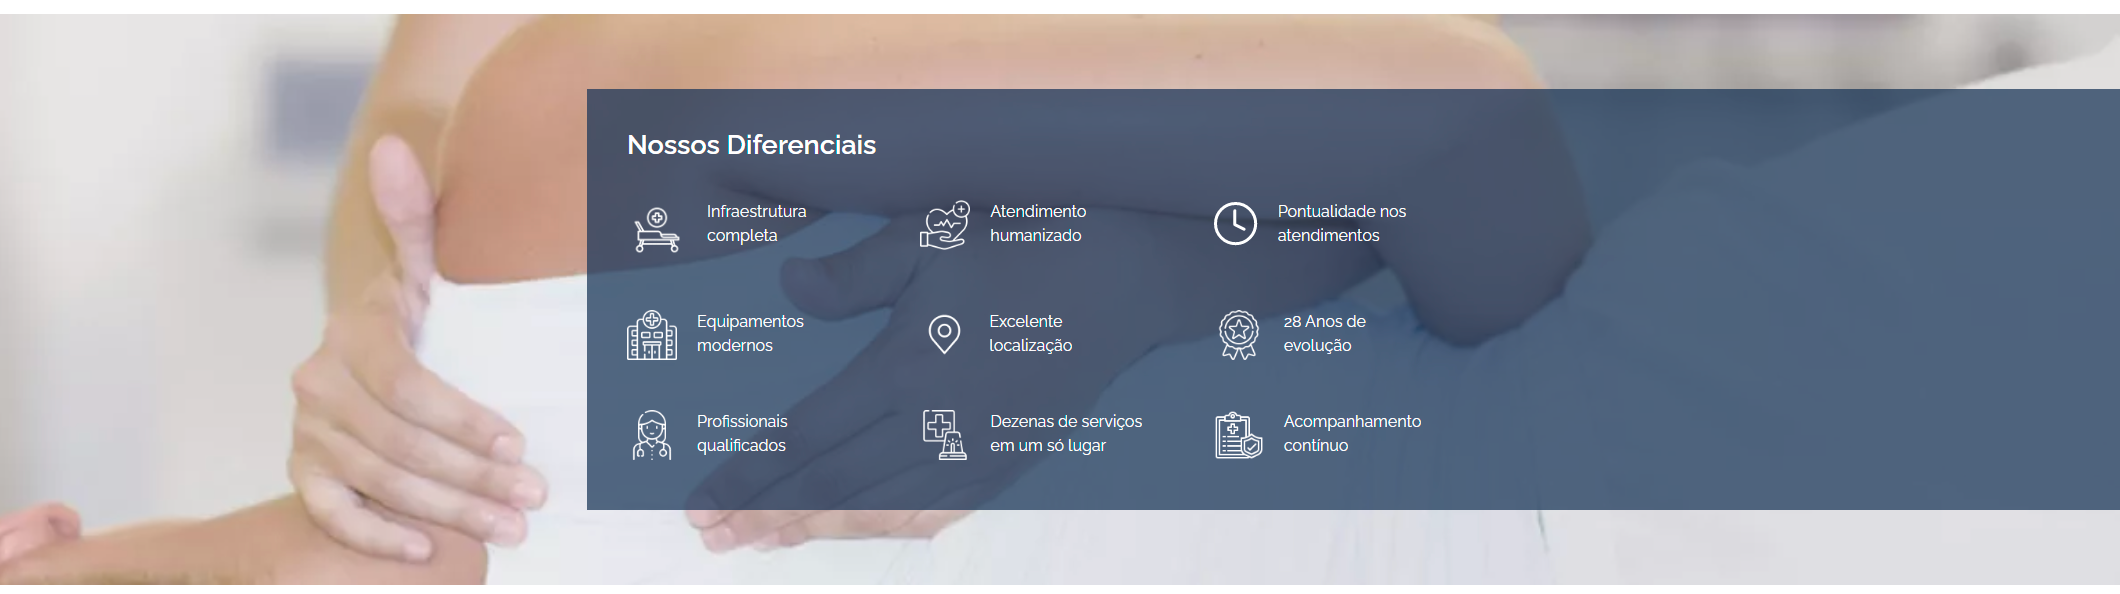 Nossos Diferenciais
Infraestrutura
completa
Atendimento
humanizado
Pontualidade nos
atendimentos
Equipamentos
modernos
Excelente
localização
28 Anos de
evolução
Profissionais
qualificados
Dezenas de serviços
em um só lugar
Acompanhamento
contínuo